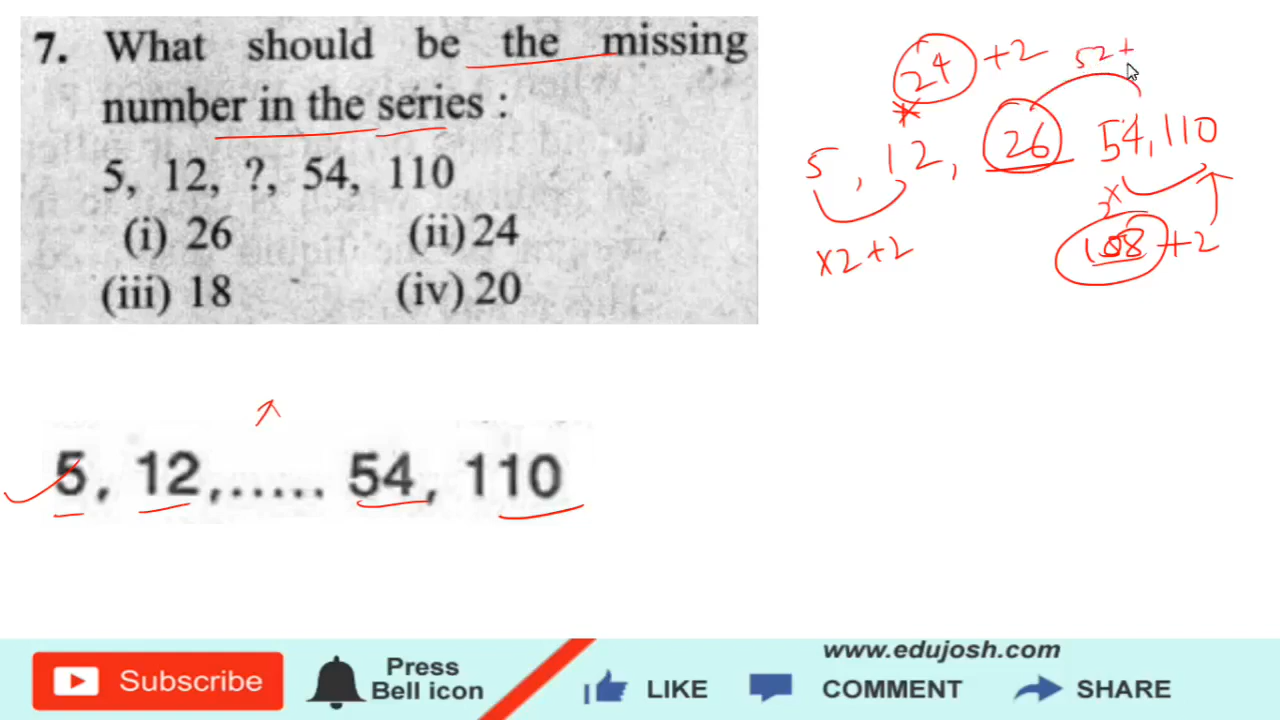 7. What should be the missing
number in the series :
5, 12, ?, 54, 110
(i) 26 (ii) 24
(iii) 18 (iv) 20
24 +2 52+
5, 12, 26 54, 110
×2+2
108+2
5, 12,..... 54, 110
Subscribe
Press
Bell icon
LIKE
www.edujosh.com
COMMENT
SHARE